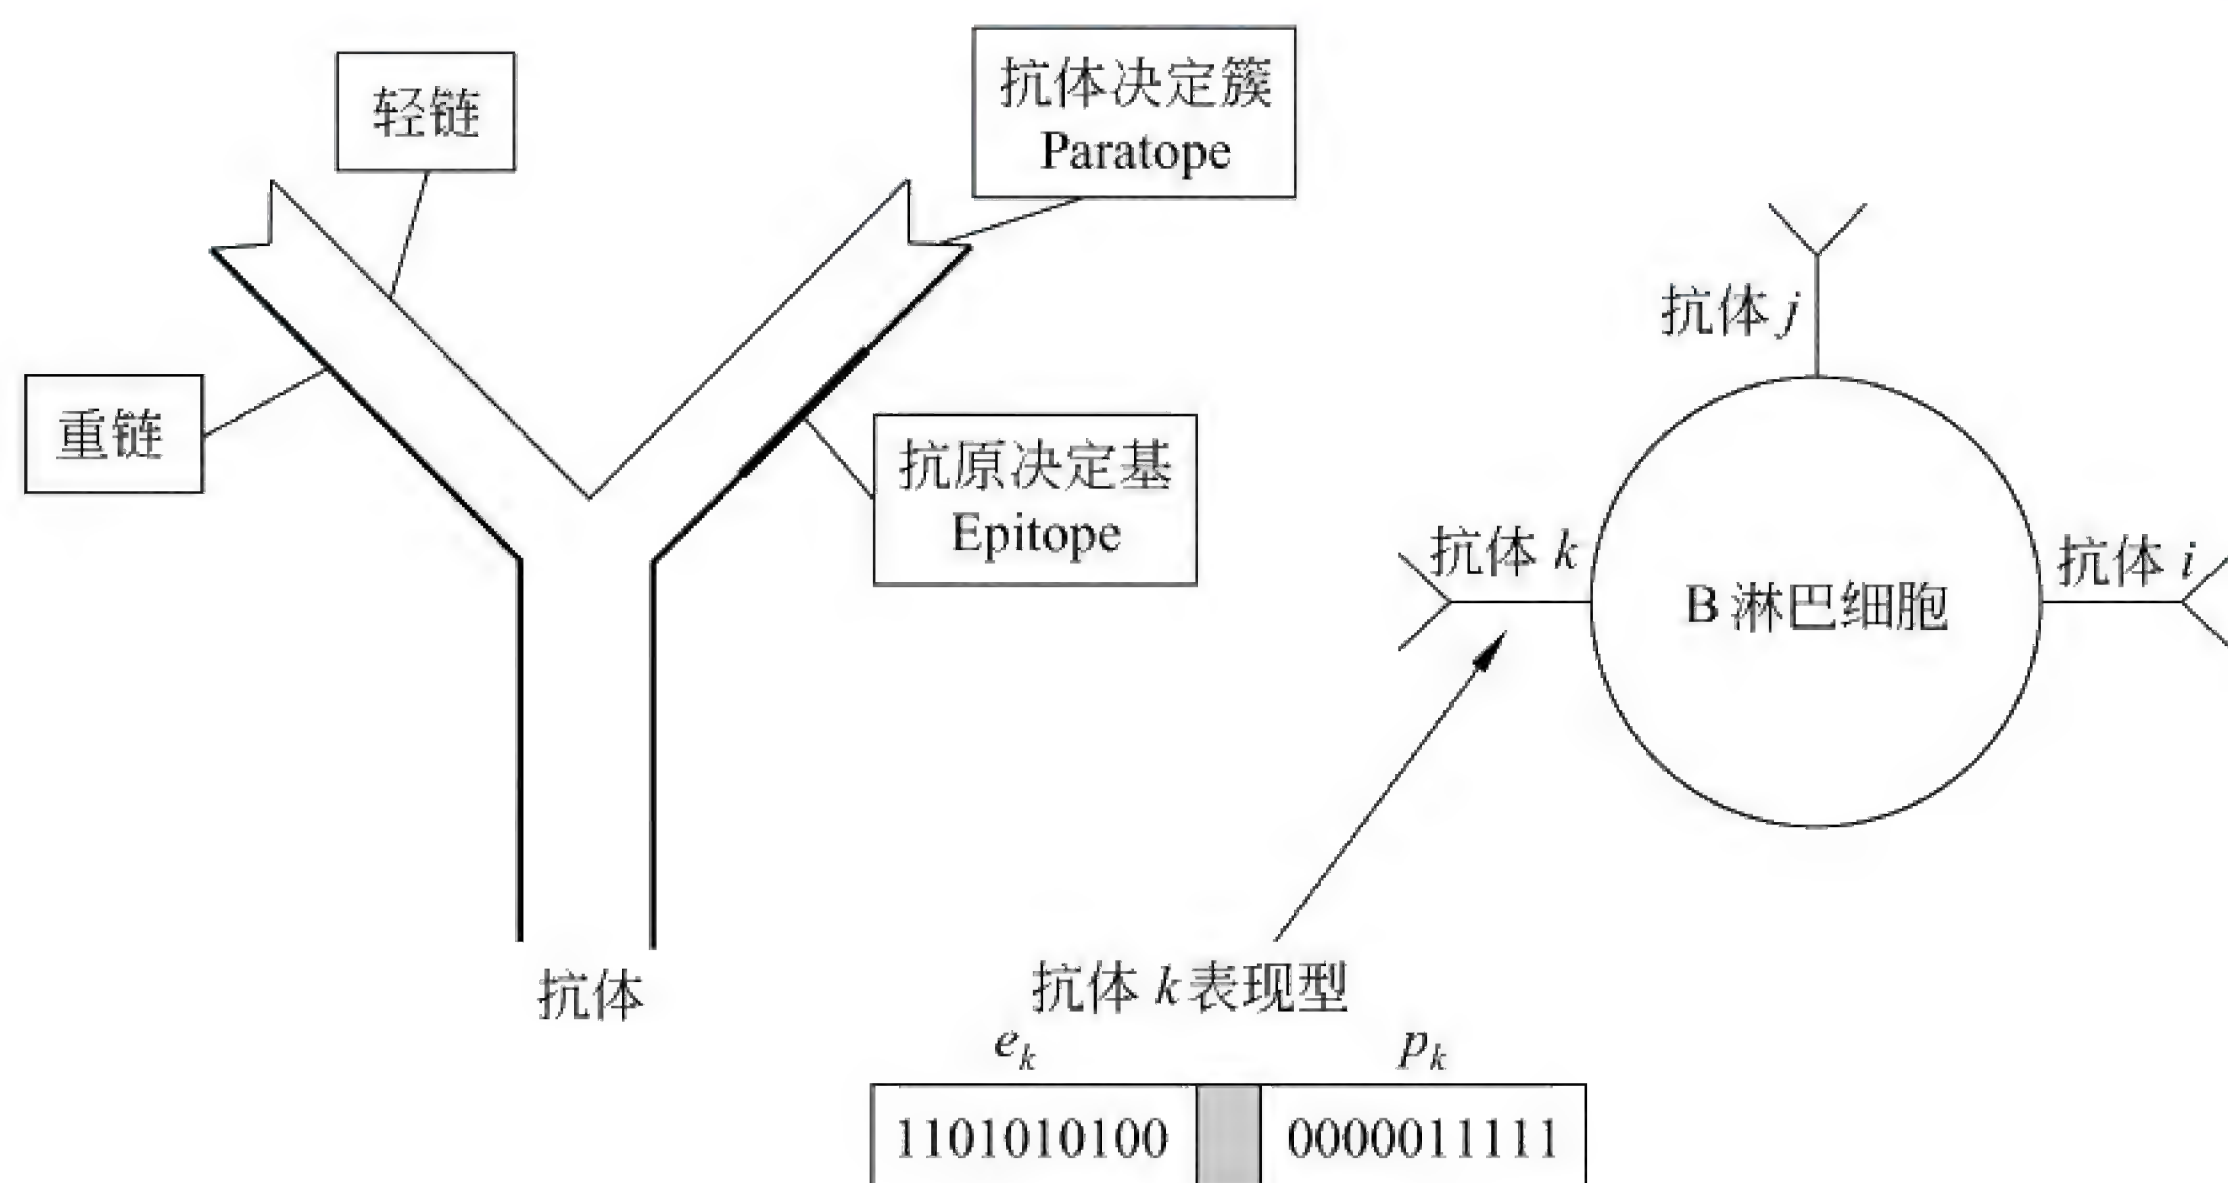 轻链
抗体决定簇
Paratope
重链
抗原决定基
Epitope
抗体
抗体 j
抗体 k
B 淋巴细胞
抗体 i
抗体 k 表现型
e_k
p_k
1101010100
0000011111